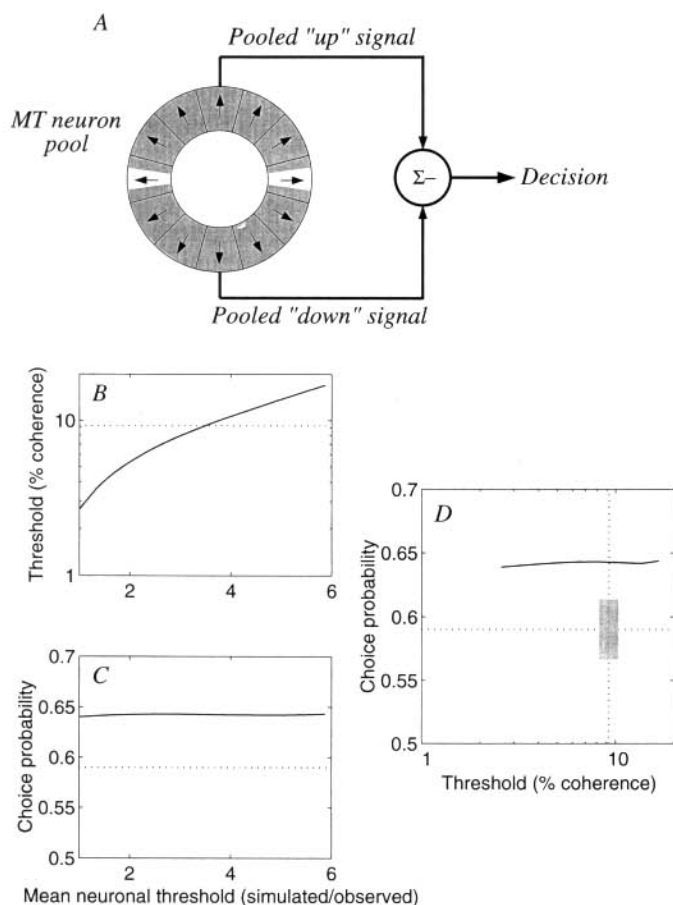 A
Pooled "up" signal
MT neuron
pool
Σ–
Decision
Pooled "down" signal
B
Threshold (% coherence)
10
1
2
4
6
C
Choice probability
0.7
0.65
0.6
0.55
0.5
2
4
6
Mean neuronal threshold (simulated/observed)
D
Choice probability
0.7
0.65
0.6
0.55
0.5
1
10
Threshold (% coherence)